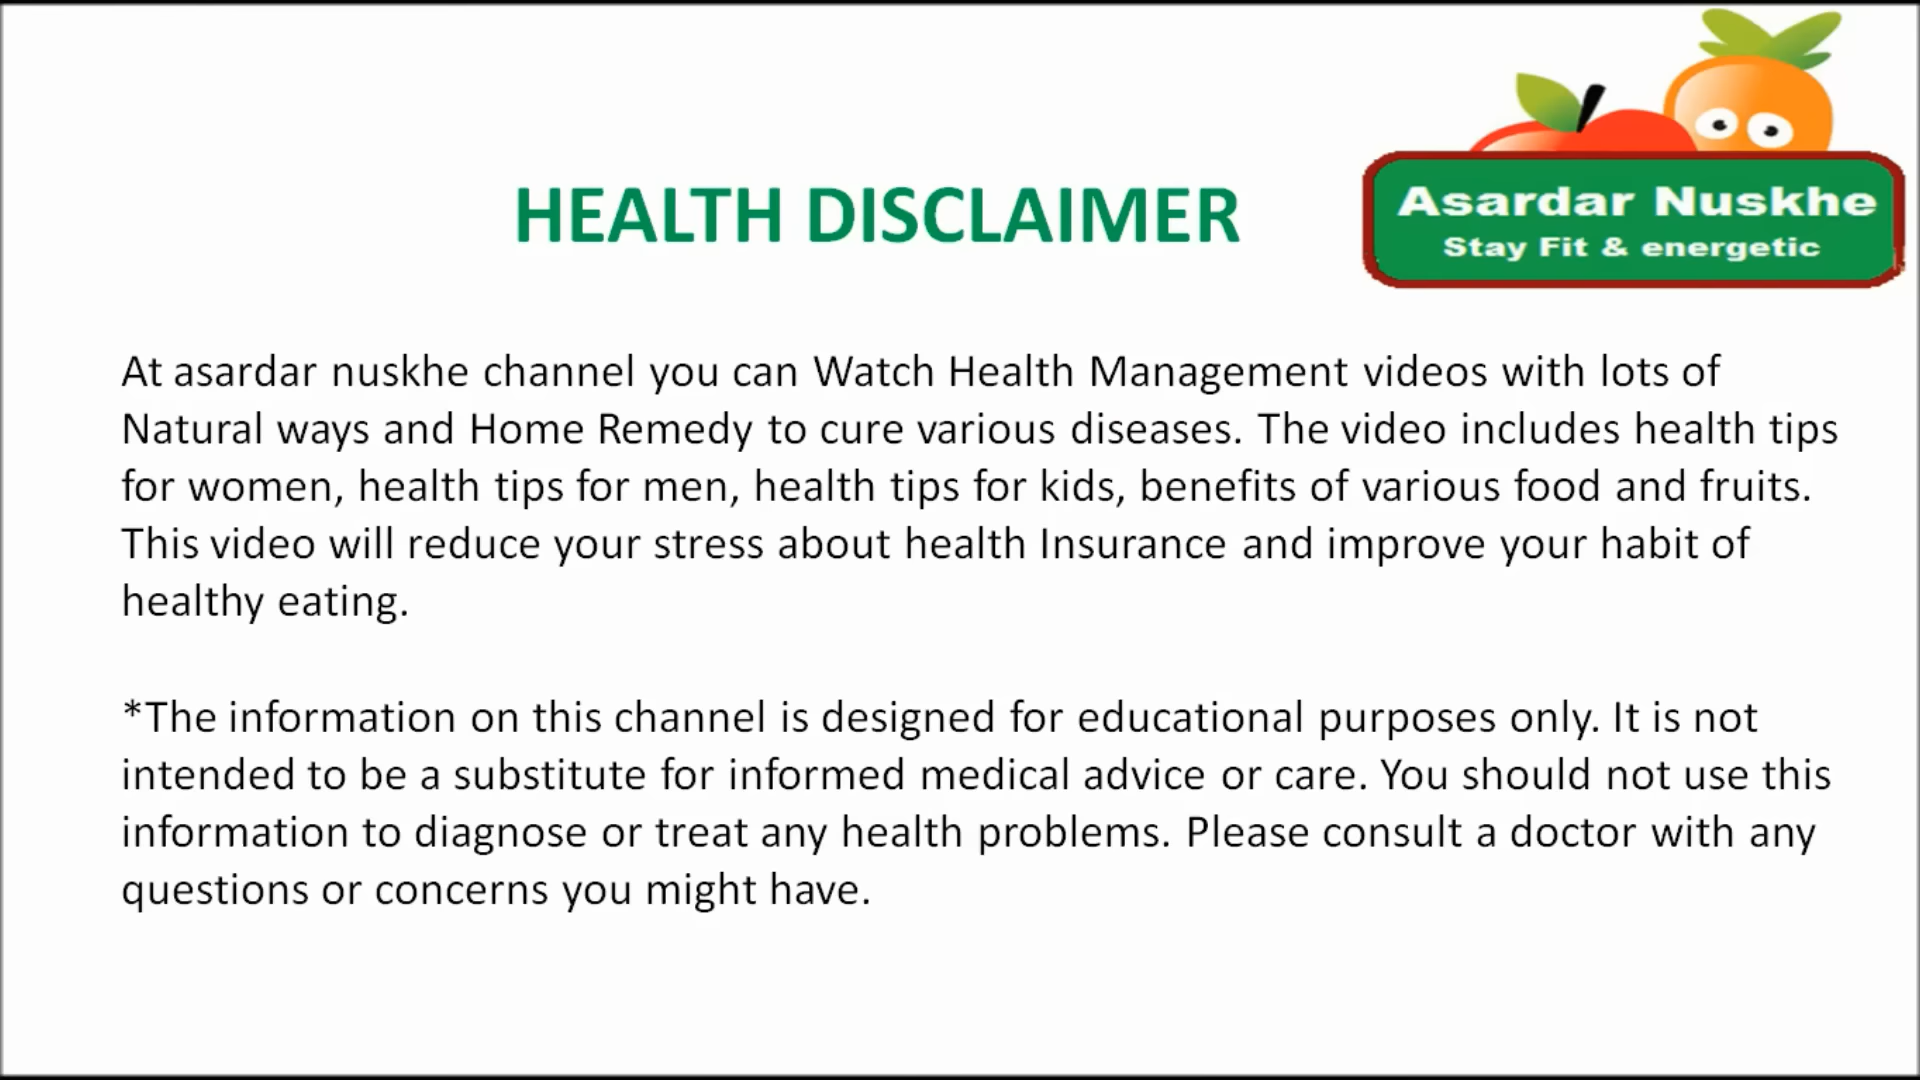 Asardar Nuskhe
Stay Fit & energetic
HEALTH DISCLAIMER
At asardar nuskhe channel you can Watch Health Management videos with lots of
Natural ways and Home Remedy to cure various diseases. The video includes health tips
for women, health tips for men, health tips for kids, benefits of various food and fruits.
This video will reduce your stress about health Insurance and improve your habit of
healthy eating.
*The information on this channel is designed for educational purposes only. It is not
intended to be a substitute for informed medical advice or care. You should not use this
information to diagnose or treat any health problems. Please consult a doctor with any
questions or concerns you might have.